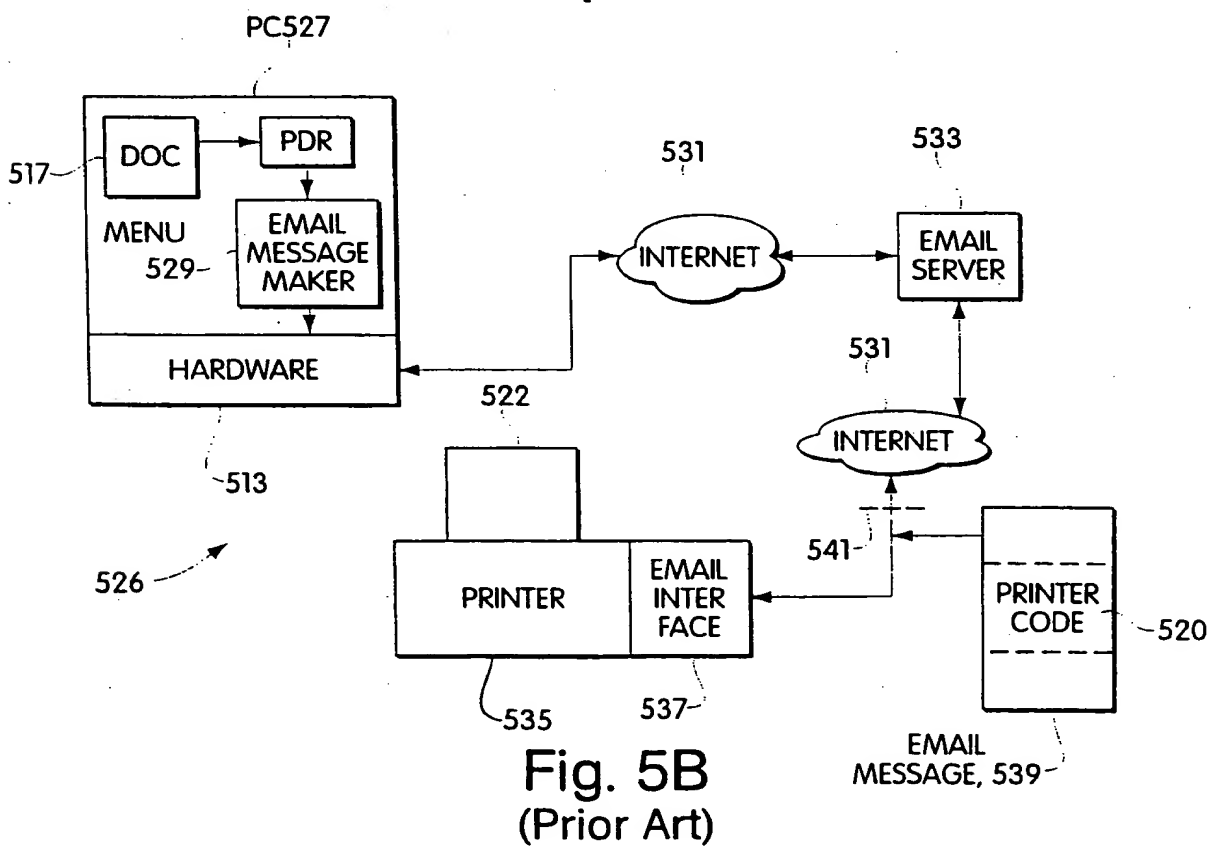 PC527
DOC
PDR
517
MENU
529
EMAIL
MESSAGE
MAKER
HARDWARE
513
531
INTERNET
533
EMAIL
SERVER
531
INTERNET
522
526
PRINTER
EMAIL
INTER
FACE
535
537
541
PRINTER
CODE
520
EMAIL
MESSAGE, 539
Fig. 5B
(Prior Art)